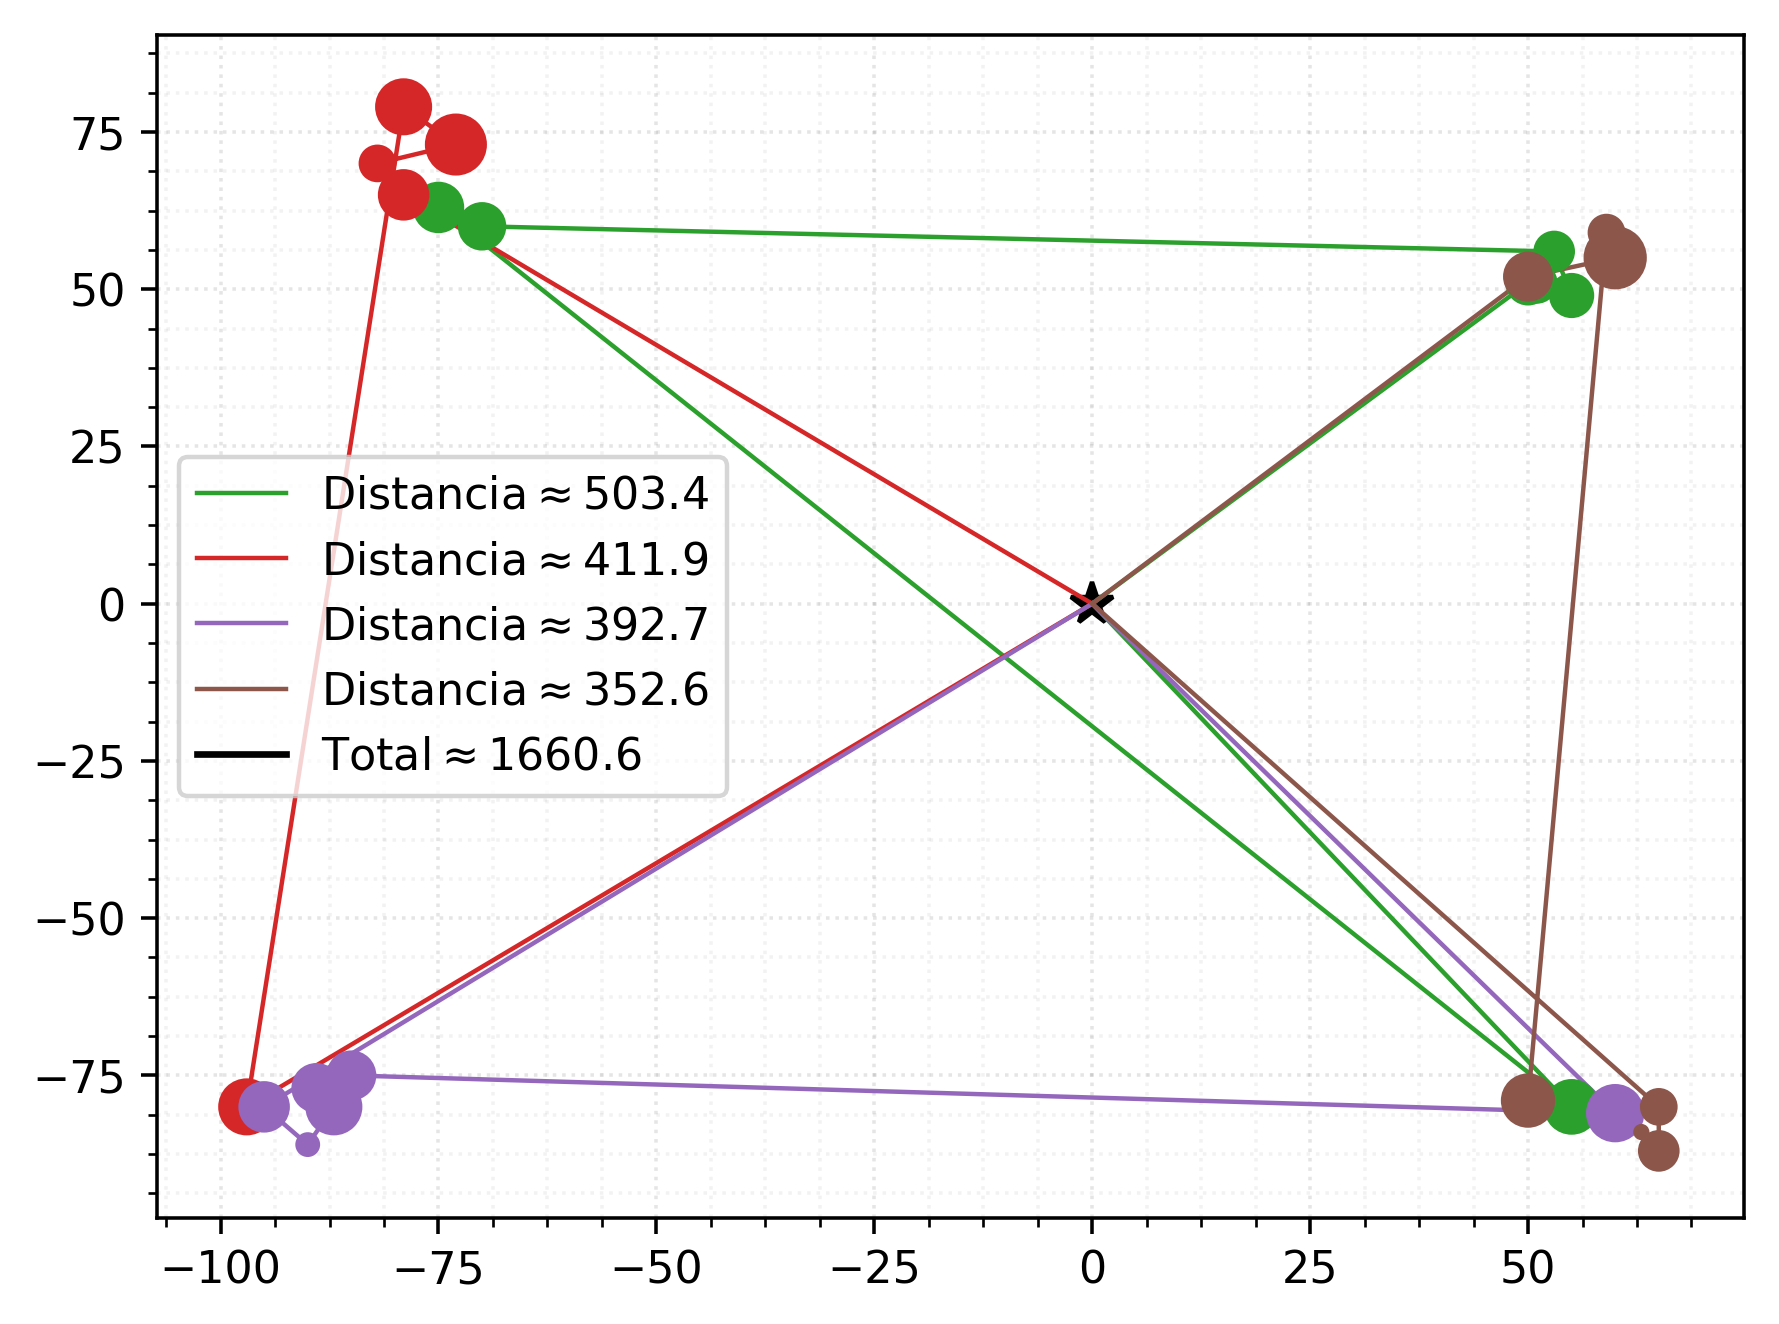 75
50
25
0
−25
−50
−75
Distancia ≈ 503.4
Distancia ≈ 411.9
Distancia ≈ 392.7
Distancia ≈ 352.6
Total ≈ 1660.6
−100 −75 −50 −25 0 25 50